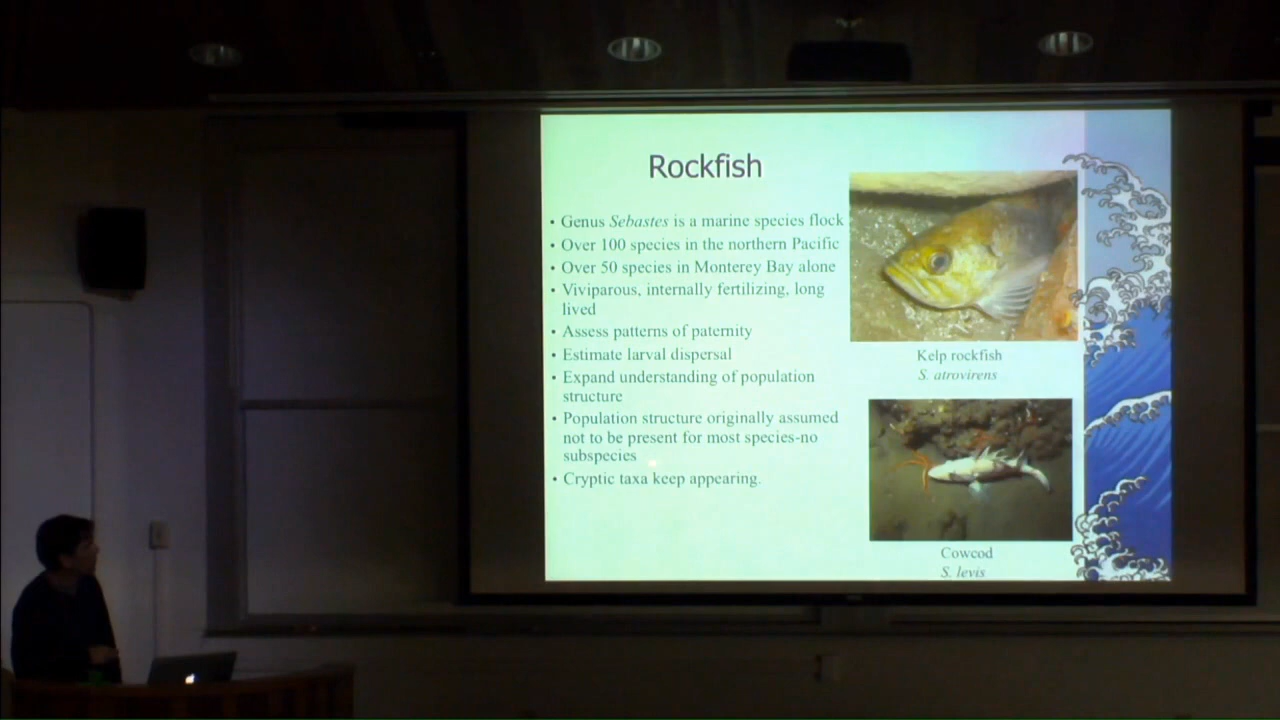 Rockfish
• Genus Sebastes is a marine species flock
• Over 100 species in the northern Pacific
• Over 50 species in Monterey Bay alone
• Viviparous, internally fertilizing, long
lived
• Assess patterns of paternity
• Estimate larval dispersal
• Expand understanding of population
structure
• Population structure originally assumed
not to be present for most species-no
subspecies
• Cryptic taxa keep appearing.
Kelp rockfish
S. atrovirens
Cowcod
S. levis